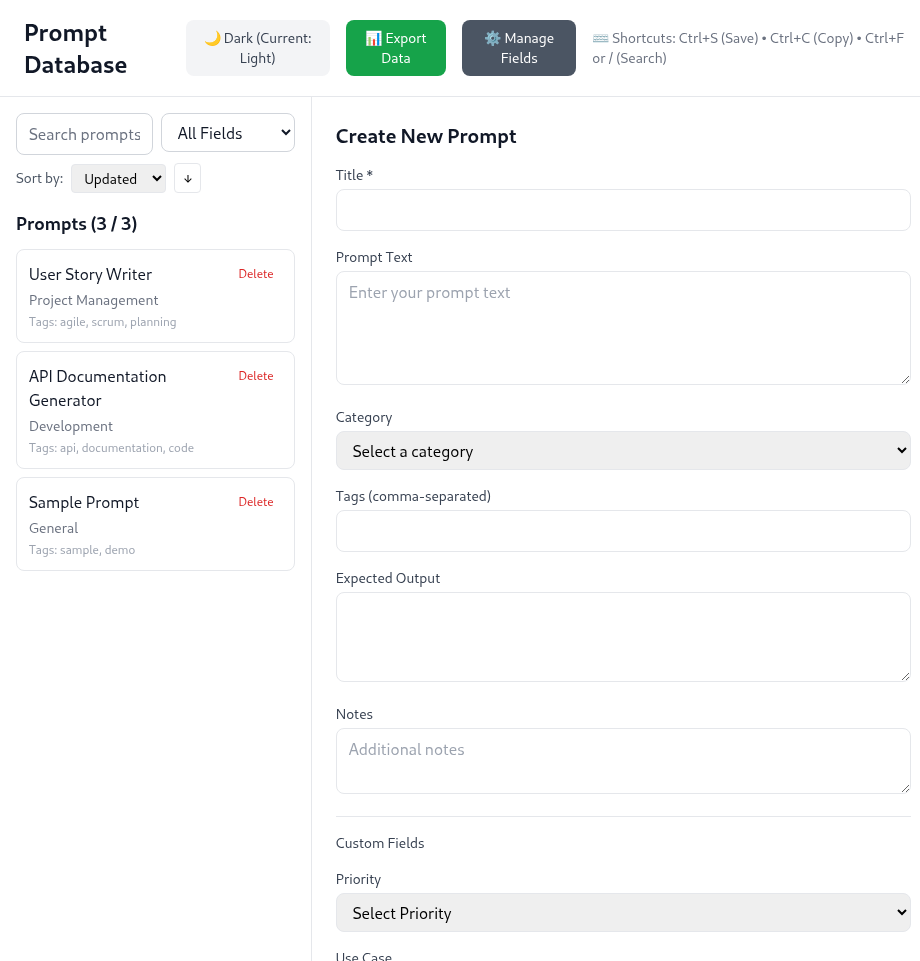 Prompt
Database
🌙 Dark (Current:
Light)
📊 Export
Data
⚙️ Manage
Fields
⌨️ Shortcuts: Ctrl+S (Save) • Ctrl+C (Copy) • Ctrl+F
or / (Search)
Search prompts
All Fields
Sort by:
Updated
↓
Prompts (3 / 3)
User Story Writer
Delete
Project Management
Tags: agile, scrum, planning
API Documentation
Generator
Delete
Development
Tags: api, documentation, code
Sample Prompt
Delete
General
Tags: sample, demo
Create New Prompt
Title *
Prompt Text
Enter your prompt text
Category
Select a category
Tags (comma-separated)
Expected Output
Notes
Additional notes
Custom Fields
Priority
Select Priority
Use Case